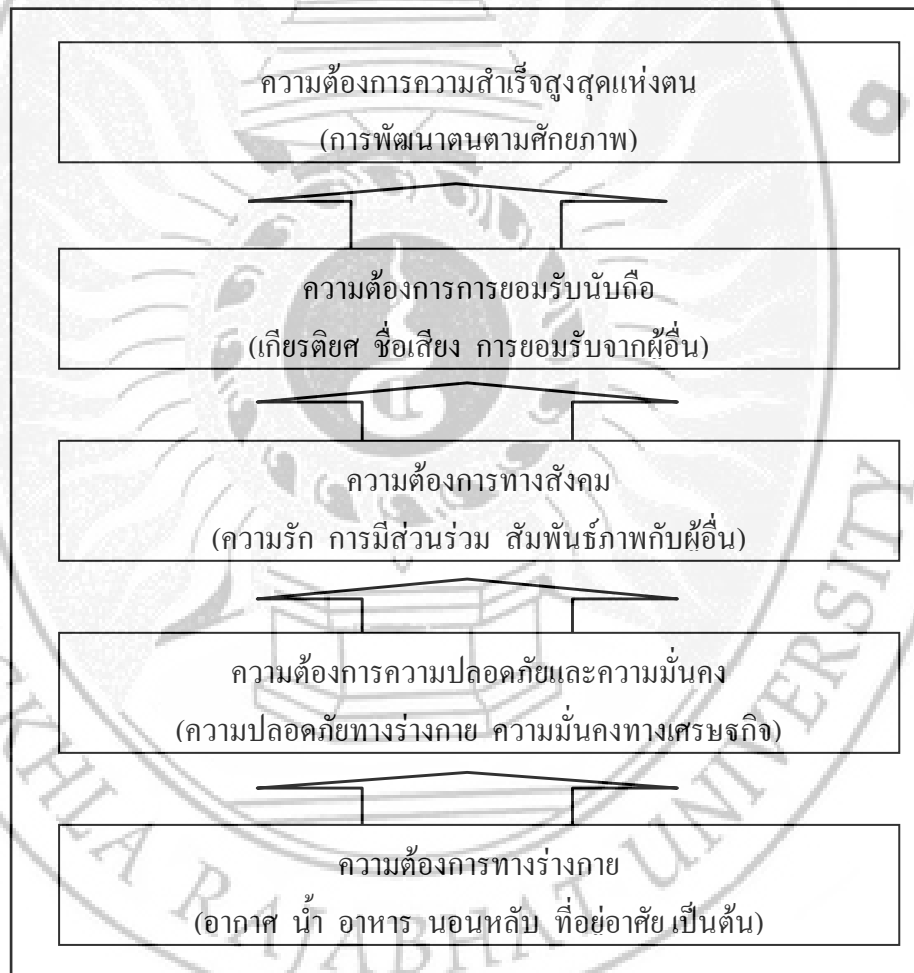 ความต้องการความสำเร็จสูงสุดแห่งตน
(การพัฒนาตนตามศักยภาพ)
ความต้องการการยอมรับนับถือ
(เกียรติยศ ชื่อเสียง การยอมรับจากผู้อื่น)
ความต้องการทางสังคม
(ความรัก การมีส่วนร่วม สัมพันธ์ภาพกับผู้อื่น)
ความต้องการความปลอดภัยและความมั่นคง
(ความปลอดภัยทางร่างกาย ความมั่นคงทางเศรษฐกิจ)
ความต้องการทางร่างกาย
(อากาศ น้ำ อาหาร นอนหลับ ที่อยู่อาศัย เป็นต้น)
GKHLA RAJABHAT UNIVERSITY